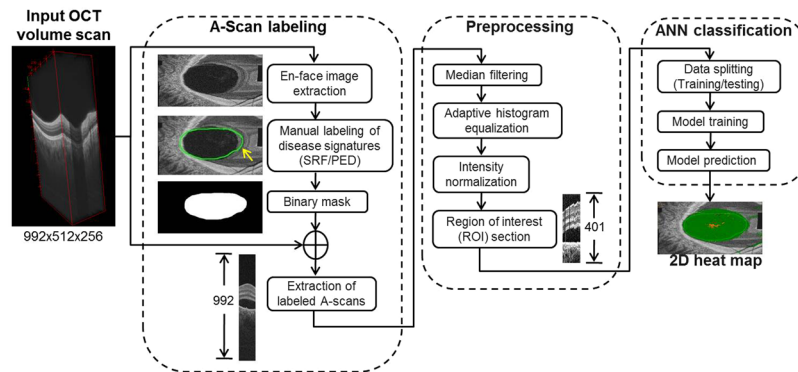 Input OCT
volume scan
992x512x256
A-Scan labeling
En-face image
extraction
Manual labeling of
disease signatures
(SRF/PED)
Binary mask
992
Extraction of
labeled A-scans
Preprocessing
Median filtering
Adaptive histogram
equalization
Intensity
normalization
Region of interest
(ROI) section
401
ANN classification
Data splitting
(Training/testing)
Model training
Model prediction
2D heat map